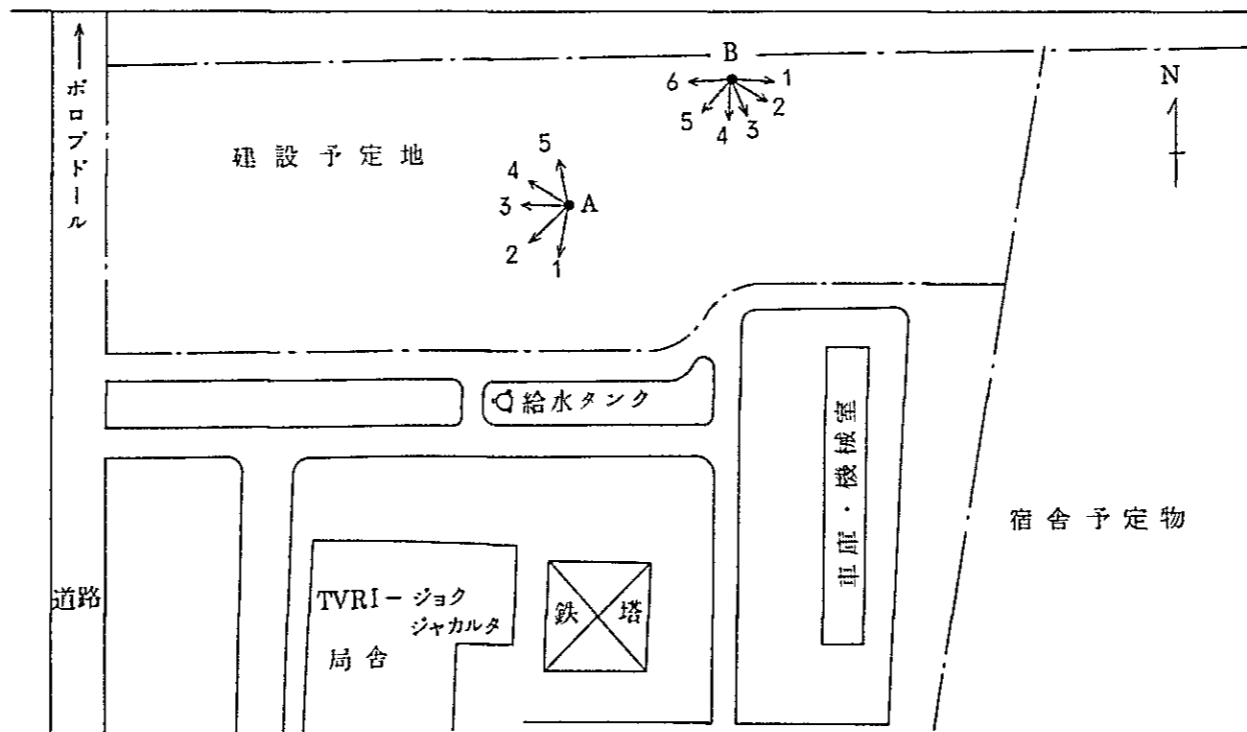 ボロブドール
建設予定地
B
6
1
2
3
4
5
N
5
4
3
A
2
1
給水タンク
車庫・機械室
宿舎予定物
道路
TVRI－ジョク
ジャカルタ
局舎
鉄塔